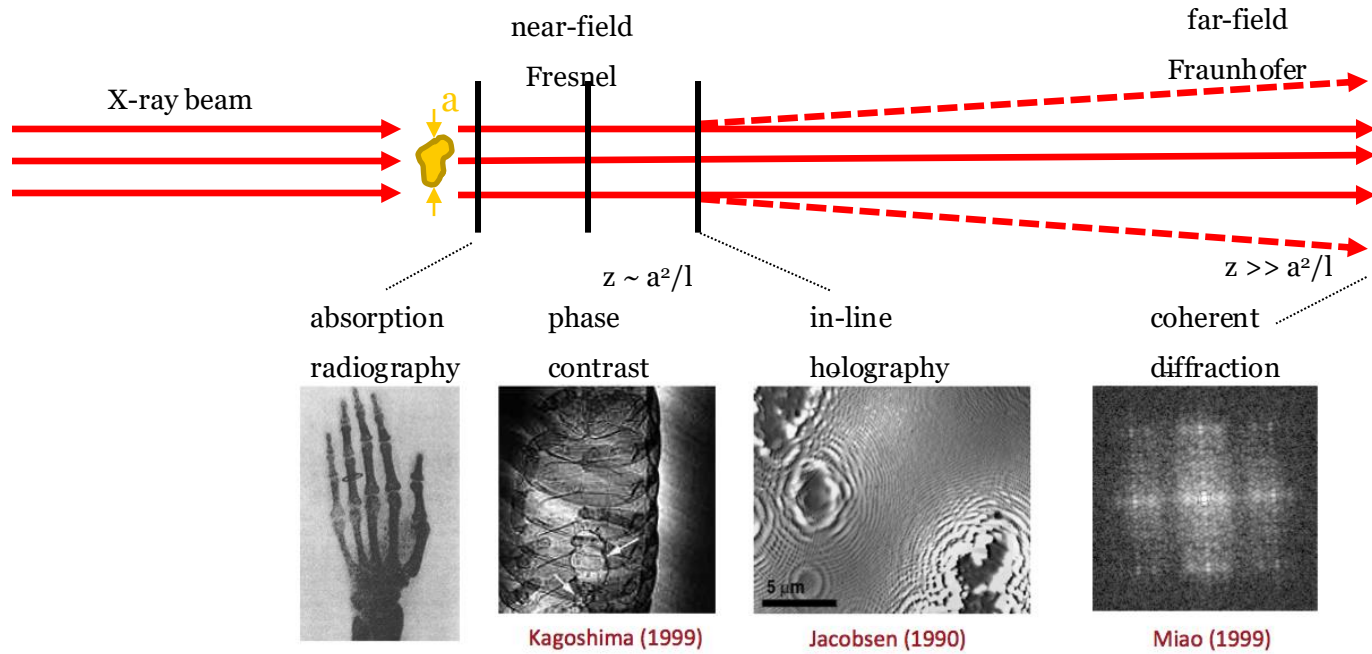 near-field
far-field
Fresnel
Fraunhofer
X-ray beam
a
z ~ a²/l
z >> a²/l
absorption
radiography
phase
contrast
in-line
holography
coherent
diffraction
5 μm
Kagoshima (1999)
Jacobsen (1990)
Miao (1999)